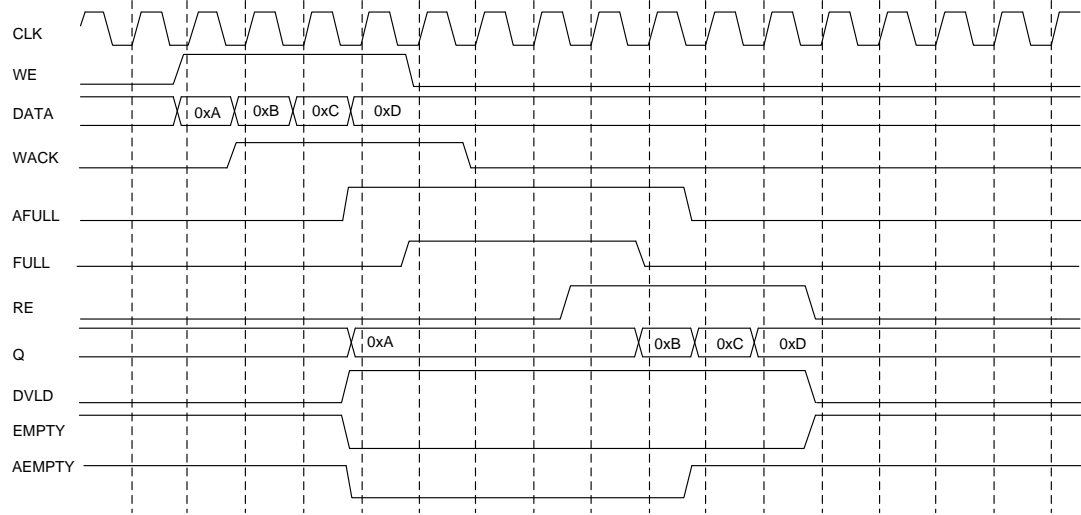 CLK
WE
DATA 0xA 0xB 0xC 0xD
WACK
AFULL
FULL
RE
Q 0xA 0xB 0xC 0xD
DVLD
EMPTY
AEMPTY